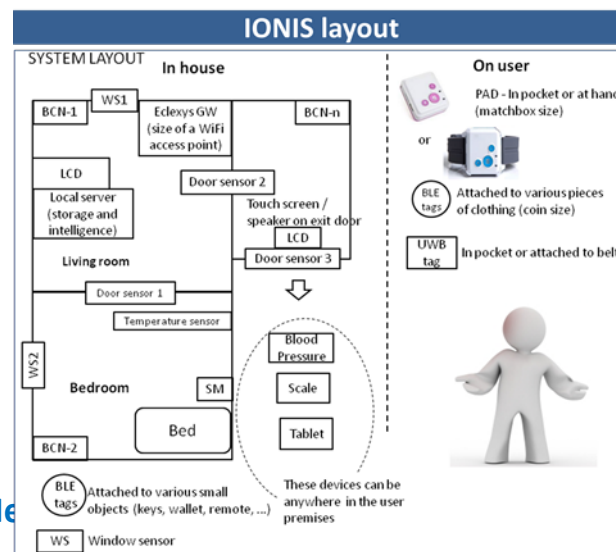 IONIS layout
SYSTEM LAYOUT
In house
BCN-1
WS1
Eclexys GW
(size of a WiFi
access point)
BCN-n
LCD
Local server
(storage and
intelligence)
Door sensor 2
Touch screen /
speaker on exit door
LCD
Door sensor 3
Living room
Door sensor 1
Temperature sensor
WS2
Bedroom
SM
Bed
BCN-2
Blood
Pressure
Scale
Tablet
These devices can be
anywhere in the user
premises
BLE
tags
Attached to various small
objects (keys, wallet, remote, ...)
WS
Window sensor
On user
PAD - In pocket or at hand
(matchbox size)
or
BLE
tags
Attached to various pieces
of clothing (coin size)
UWB
tag
In pocket or attached to belt